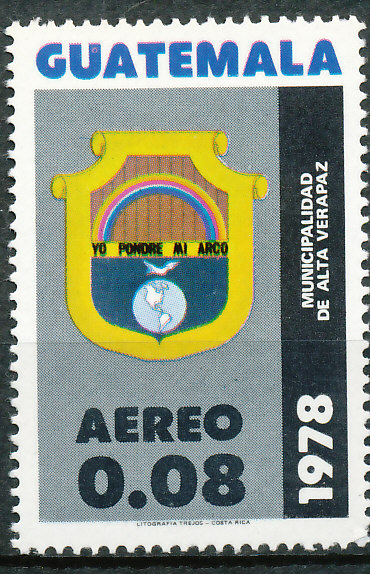 GUATEMALA
YO PONDRE MI ARCO
MUNICIPALIDAD
DE ALTA VERAPAZ
AEREO
0.08
1978
LITOGRAFIA TREJOS - COSTA RICA